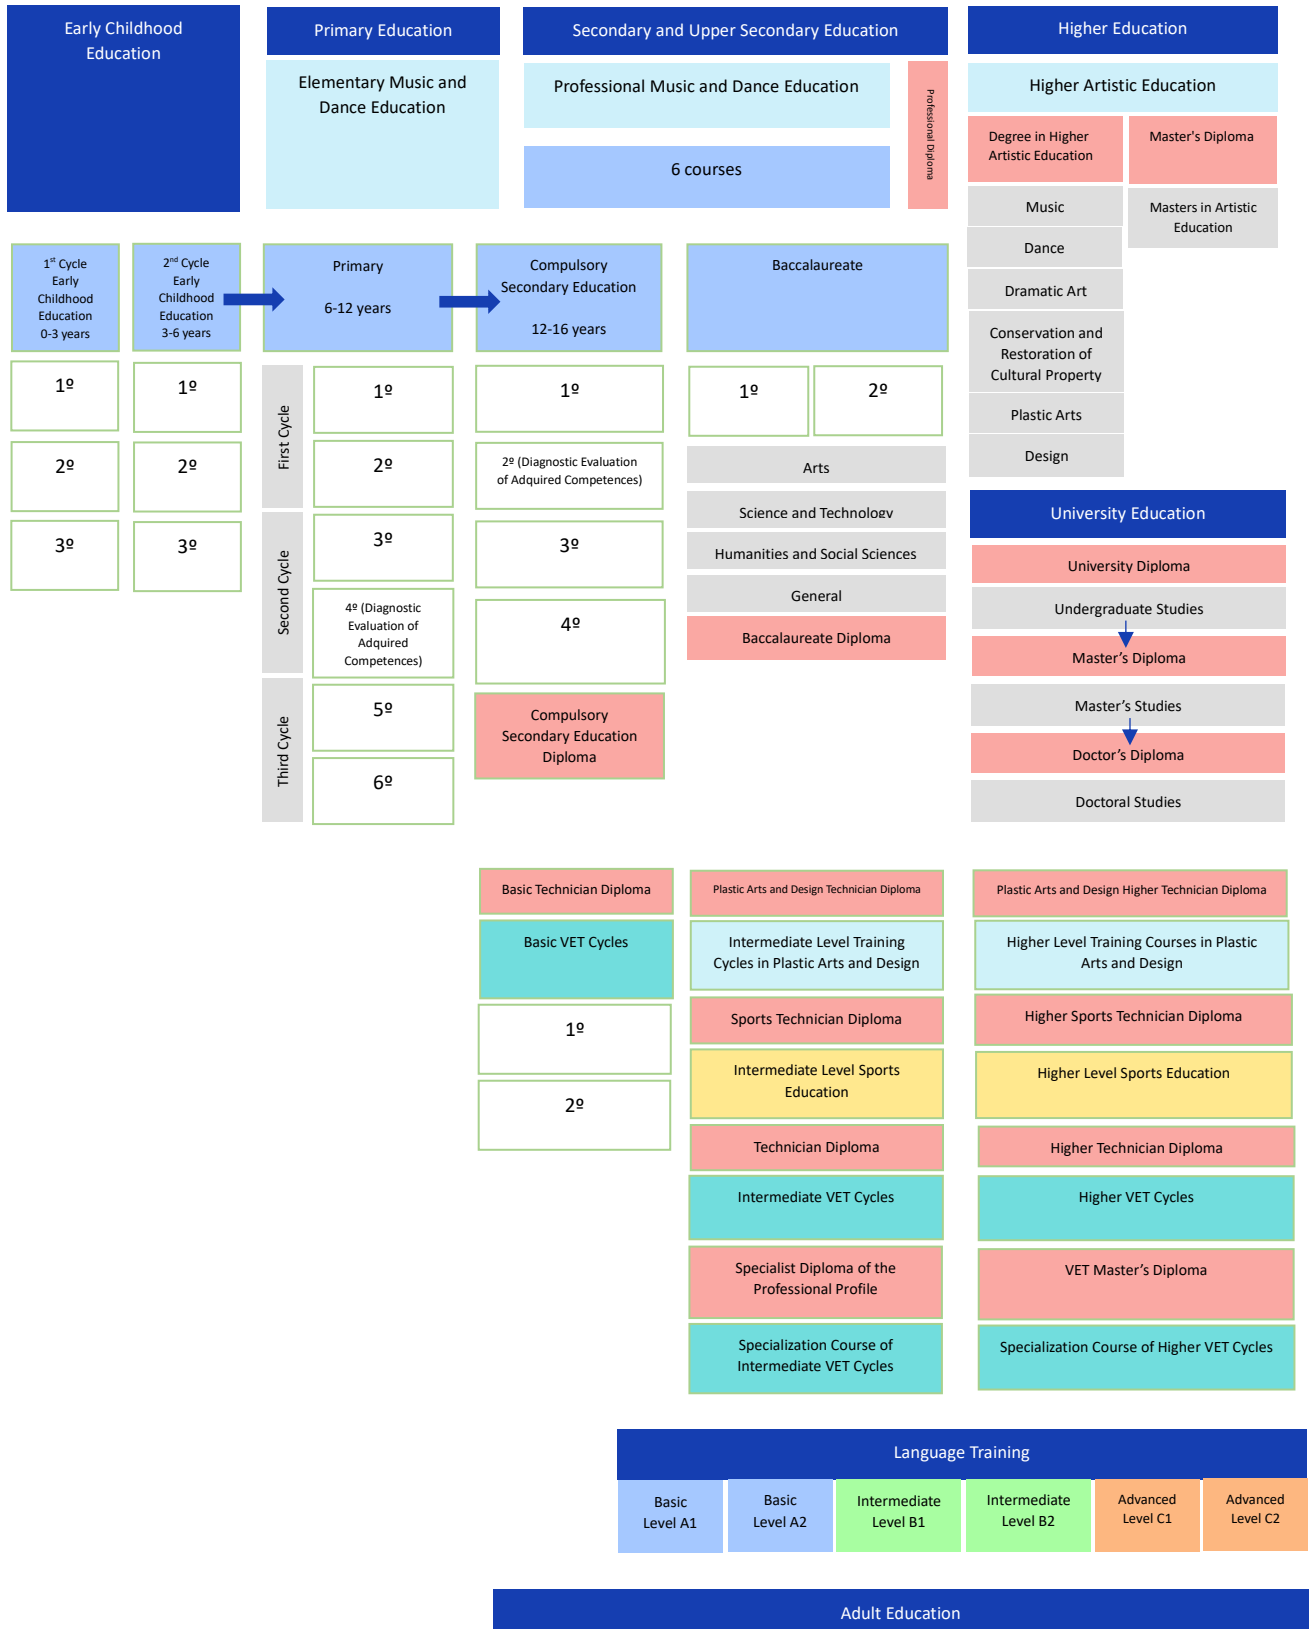 Early Childhood
Education
Primary Education
Secondary and Upper Secondary Education
Higher Education
Elementary Music and
Dance Education
Professional Music and Dance Education
6 courses
Professional Diploma
Higher Artistic Education
Degree in Higher
Artistic Education
Master's Diploma
Music
Masters in Artistic
Education
Dance
Dramatic Art
Conservation and
Restoration of
Cultural Property
Plastic Arts
Design
1st Cycle
Early
Childhood
Education
0-3 years
2nd Cycle
Early
Childhood
Education
3-6 years
Primary
6-12 years
Compulsory
Secondary Education
12-16 years
Baccalaureate
1º
2º
3º
1º
2º
3º
First Cycle
Second Cycle
Third Cycle
1º
2º
3º
4º (Diagnostic
Evaluation of
Adquired
Competences)
5º
6º
1º
2º (Diagnostic Evaluation
of Adquired Competences)
3º
4º
Compulsory
Secondary Education
Diploma
1º
2º
Arts
Science and Technology
Humanities and Social Sciences
General
Baccalaureate Diploma
University Education
University Diploma
Undergraduate Studies
Master’s Diploma
Master’s Studies
Doctor’s Diploma
Doctoral Studies
Basic Technician Diploma
Basic VET Cycles
1º
2º
Plastic Arts and Design Technician Diploma
Intermediate Level Training
Cycles in Plastic Arts and Design
Sports Technician Diploma
Intermediate Level Sports
Education
Technician Diploma
Intermediate VET Cycles
Specialist Diploma of the
Professional Profile
Specialization Course of
Intermediate VET Cycles
Plastic Arts and Design Higher Technician Diploma
Higher Level Training Courses in Plastic
Arts and Design
Higher Sports Technician Diploma
Higher Level Sports Education
Higher Technician Diploma
Higher VET Cycles
VET Master’s Diploma
Specialization Course of Higher VET Cycles
Language Training
Basic
Level A1
Basic
Level A2
Intermediate
Level B1
Intermediate
Level B2
Advanced
Level C1
Advanced
Level C2
Adult Education